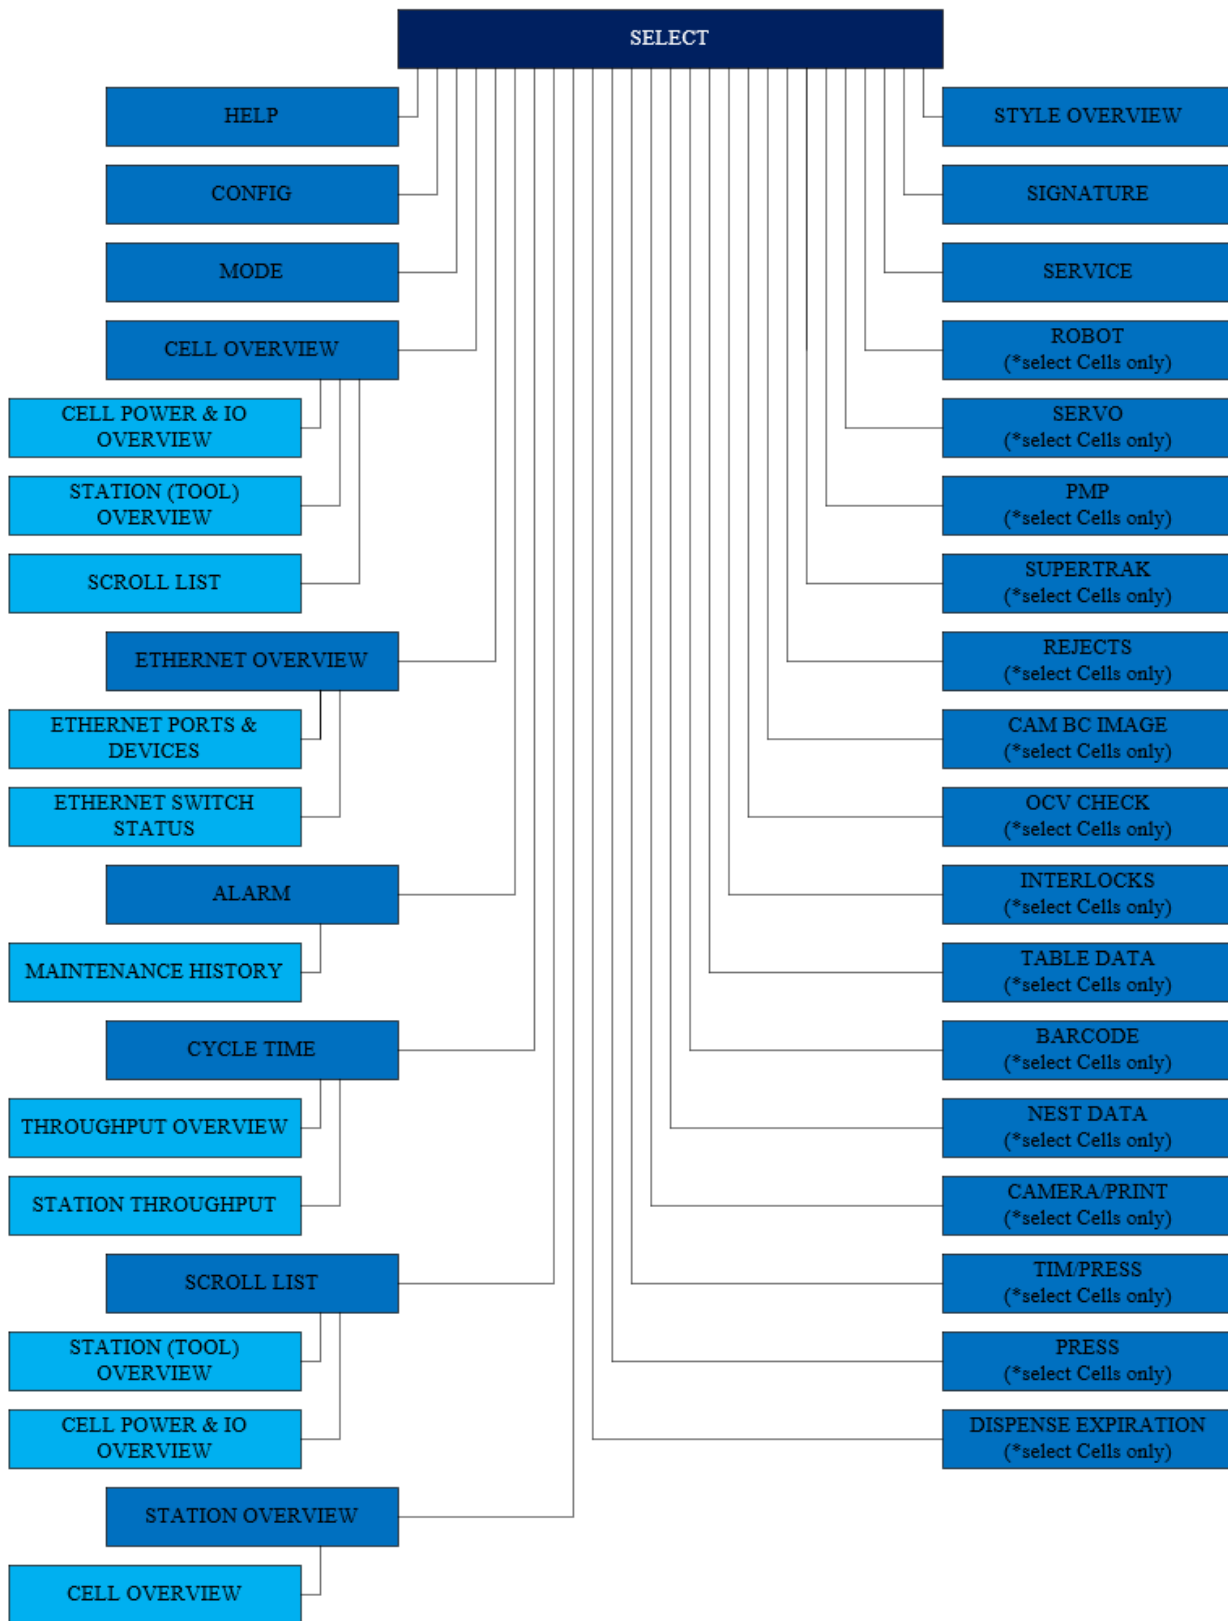 SELECT
HELP
CONFIG
MODE
CELL OVERVIEW
CELL POWER & IO
OVERVIEW
STATION (TOOL)
OVERVIEW
SCROLL LIST
ETHERNET OVERVIEW
ETHERNET PORTS &
DEVICES
ETHERNET SWITCH
STATUS
ALARM
MAINTENANCE HISTORY
CYCLE TIME
THROUGHPUT OVERVIEW
STATION THROUGHPUT
SCROLL LIST
STATION (TOOL)
OVERVIEW
CELL POWER & IO
OVERVIEW
STATION OVERVIEW
CELL OVERVIEW
STYLE OVERVIEW
SIGNATURE
SERVICE
ROBOT
(*select Cells only)
SERVO
(*select Cells only)
PMP
(*select Cells only)
SUPERTRAK
(*select Cells only)
REJECTS
(*select Cells only)
CAM BC IMAGE
(*select Cells only)
OCV CHECK
(*select Cells only)
INTERLOCKS
(*select Cells only)
TABLE DATA
(*select Cells only)
BARCODE
(*select Cells only)
NEST DATA
(*select Cells only)
CAMERA/PRINT
(*select Cells only)
TIM/PRESS
(*select Cells only)
PRESS
(*select Cells only)
DISPENSE EXPIRATION
(*select Cells only)